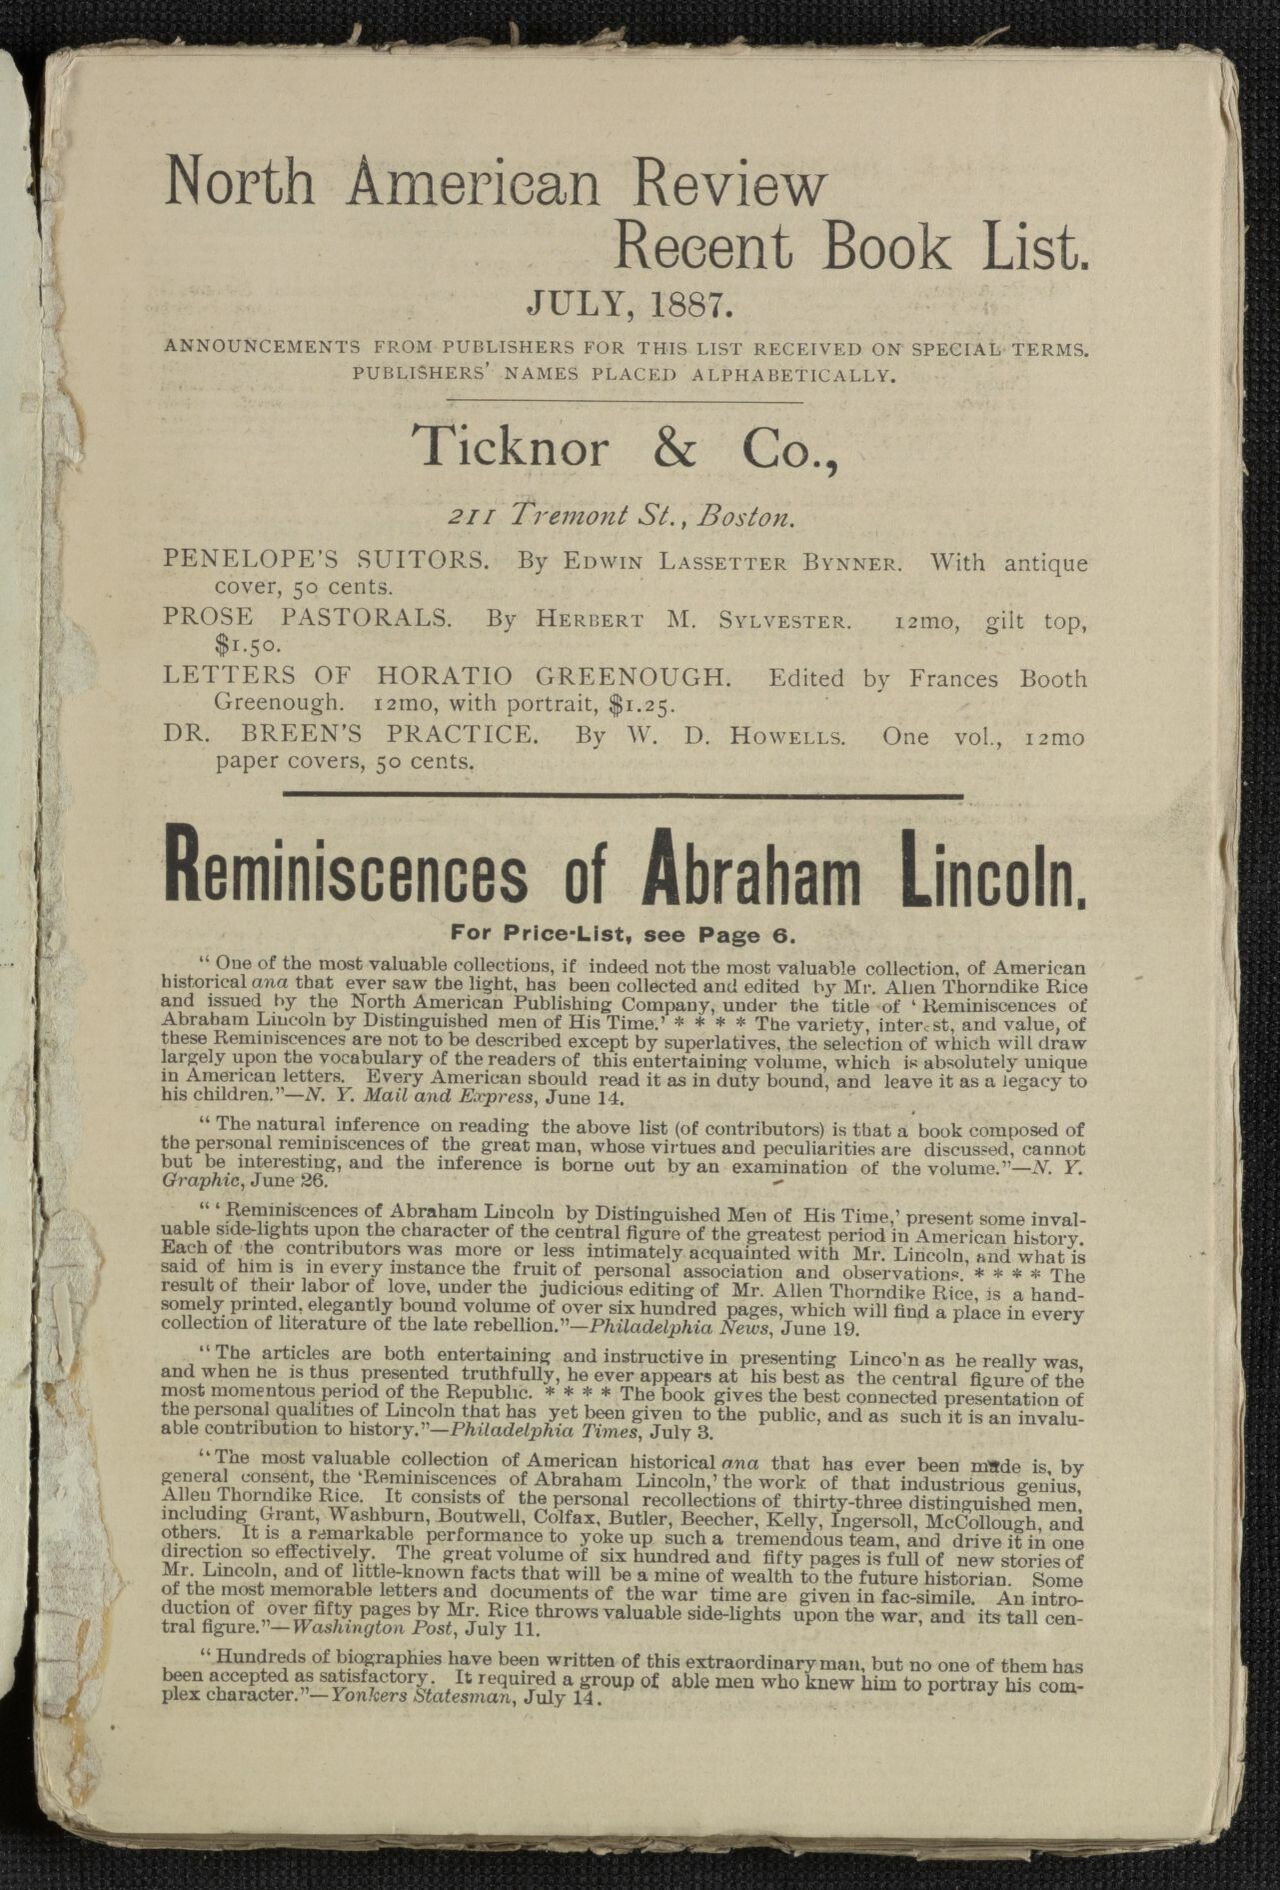 North American Review
Recent Book List.
JULY, 1887.
ANNOUNCEMENTS FROM PUBLISHERS FOR THIS LIST RECEIVED ON SPECIAL TERMS.
PUBLISHERS' NAMES PLACED ALPHABETICALLY.
Ticknor & Co.,
211 Tremont St., Boston.
PENELOPE'S SUITORS. By EDWIN LASSETTER BYNNER. With antique
cover, 50 cents.
PROSE PASTORALS. By HERBERT M. SYLVESTER. 12mo, gilt top,
$1.50.
LETTERS OF HORATIO GREENOUGH. Edited by Frances Booth
Greenough. 12mo, with portrait, $1.25.
DR. BREEN'S PRACTICE. By W. D. HOWELLS. One vol., 12mo
paper covers, 50 cents.
Reminiscences of Abraham Lincoln.
For Price-List, see Page 6.
"One of the most valuable collections, if indeed not the most valuable collection, of American
historical ana that ever saw the light, has been collected and edited by Mr. Allen Thorndike Rice
and issued by the North American Publishing Company, under the title of 'Reminiscences of
Abraham Lincoln by Distinguished men of His Time.' * * * * The variety, interest, and value, of
these Reminiscences are not to be described except by superlatives, the selection of which will draw
largely upon the vocabulary of the readers of this entertaining volume, which is absolutely unique
in American letters. Every American should read it as in duty bound, and leave it as a legacy to
his children."—N. Y. Mail and Express, June 14.
"The natural inference on reading the above list (of contributors) is that a book composed of
the personal reminiscences of the great man, whose virtues and peculiarities are discussed, cannot
but be interesting, and the inference is borne out by an examination of the volume."—N. Y.
Graphic, June 26.
"'Reminiscences of Abraham Lincoln by Distinguished Men of His Time,' present some inval-
uable side-lights upon the character of the central figure of the greatest period in American history.
Each of the contributors was more or less intimately acquainted with Mr. Lincoln, and what is
said of him is in every instance the fruit of personal association and observations. * * * * The
result of their labor of love, under the judicious editing of Mr. Allen Thorndike Rice, is a hand-
somely printed, elegantly bound volume of over six hundred pages, which will find a place in every
collection of literature of the late rebellion."—Philadelphia News, June 19.
"The articles are both entertaining and instructive in presenting Linco'n as he really was,
and when he is thus presented truthfully, he ever appears at his best as the central figure of the
most momentous period of the Republic. * * * * The book gives the best connected presentation of
the personal qualities of Lincoln that has yet been given to the public, and as such it is an invalu-
able contribution to history."—Philadelphia Times, July 3.
"The most valuable collection of American historical ana that has ever been made is, by
general consent, the 'Reminiscences of Abraham Lincoln,' the work of that industrious genius,
Allen Thorndike Rice. It consists of the personal recollections of thirty-three distinguished men,
including Grant, Washburn, Boutwell, Colfax, Butler, Beecher, Kelly, Ingersoll, McCollough, and
others. It is a remarkable performance to yoke up such a tremendous team, and drive it in one
direction so effectively. The great volume of six hundred and fifty pages is full of new stories of
Mr. Lincoln, and of little-known facts that will be a mine of wealth to the future historian. Some
of the most memorable letters and documents of the war time are given in fac-simile. An intro-
duction of over fifty pages by Mr. Rice throws valuable side-lights upon the war, and its tall cen-
tral figure."—Washington Post, July 11.
"Hundreds of biographies have been written of this extraordinary man, but no one of them has
been accepted as satisfactory. It required a group of able men who knew him to portray his com-
plex character."—Yonkers Statesman, July 14.